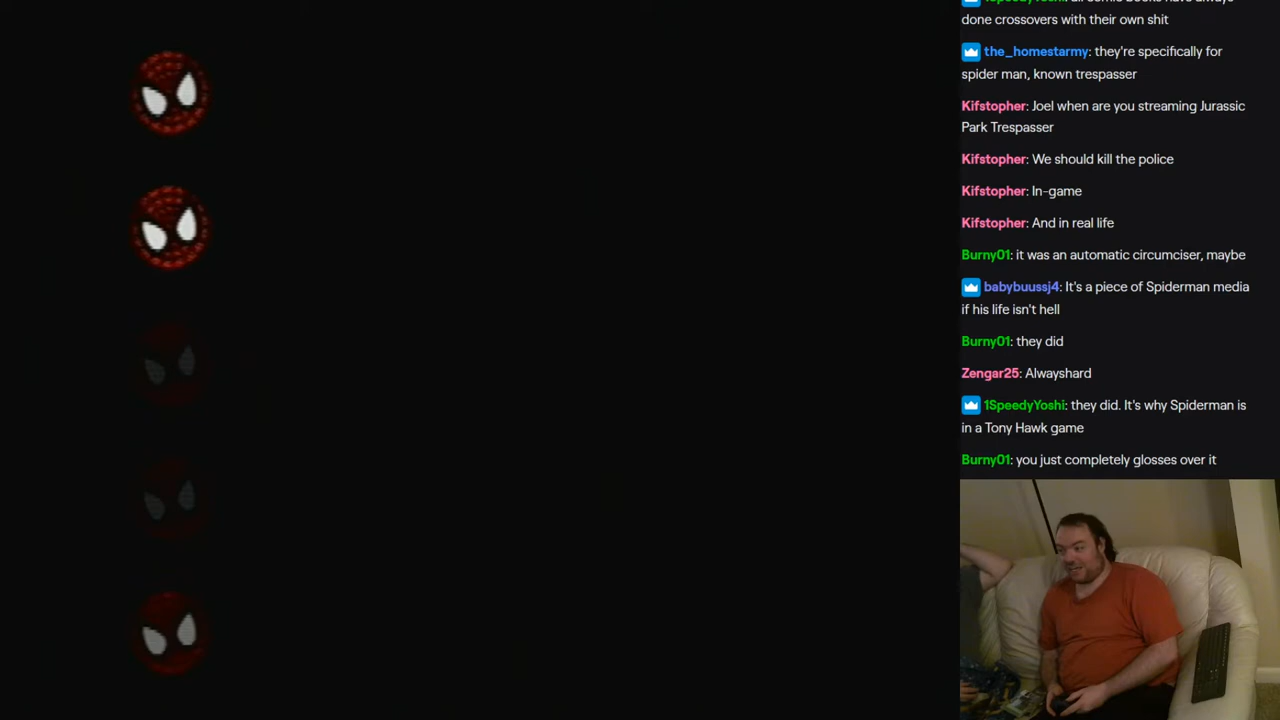 done crossovers with their own shit
the_homestarmy: they're specifically for
spider man, known trespasser
Kifstopher: Joel when are you streaming Jurassic
Park Trespasser
Kifstopher: We should kill the police
Kifstopher: In-game
Kifstopher: And in real life
Burny01: it was an automatic circumciser, maybe
babybuussj4: It's a piece of Spiderman media
if his life isn't hell
Burny01: they did
Zengar25: Alwayshard
1SpeedyYoshi: they did. It's why Spiderman is
in a Tony Hawk game
Burny01: you just completely glosses over it